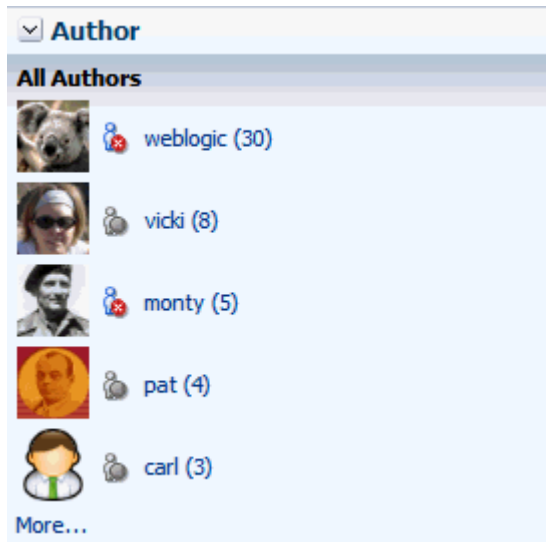 Author
All Authors
weblogic (30)
vicki (8)
monty (5)
pat (4)
carl (3)
More...